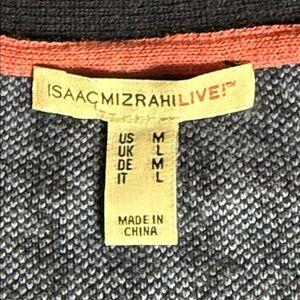 ISAACMIZRAHILIVE!™
US M
UK L
DE M
IT L
MADE IN
CHINA